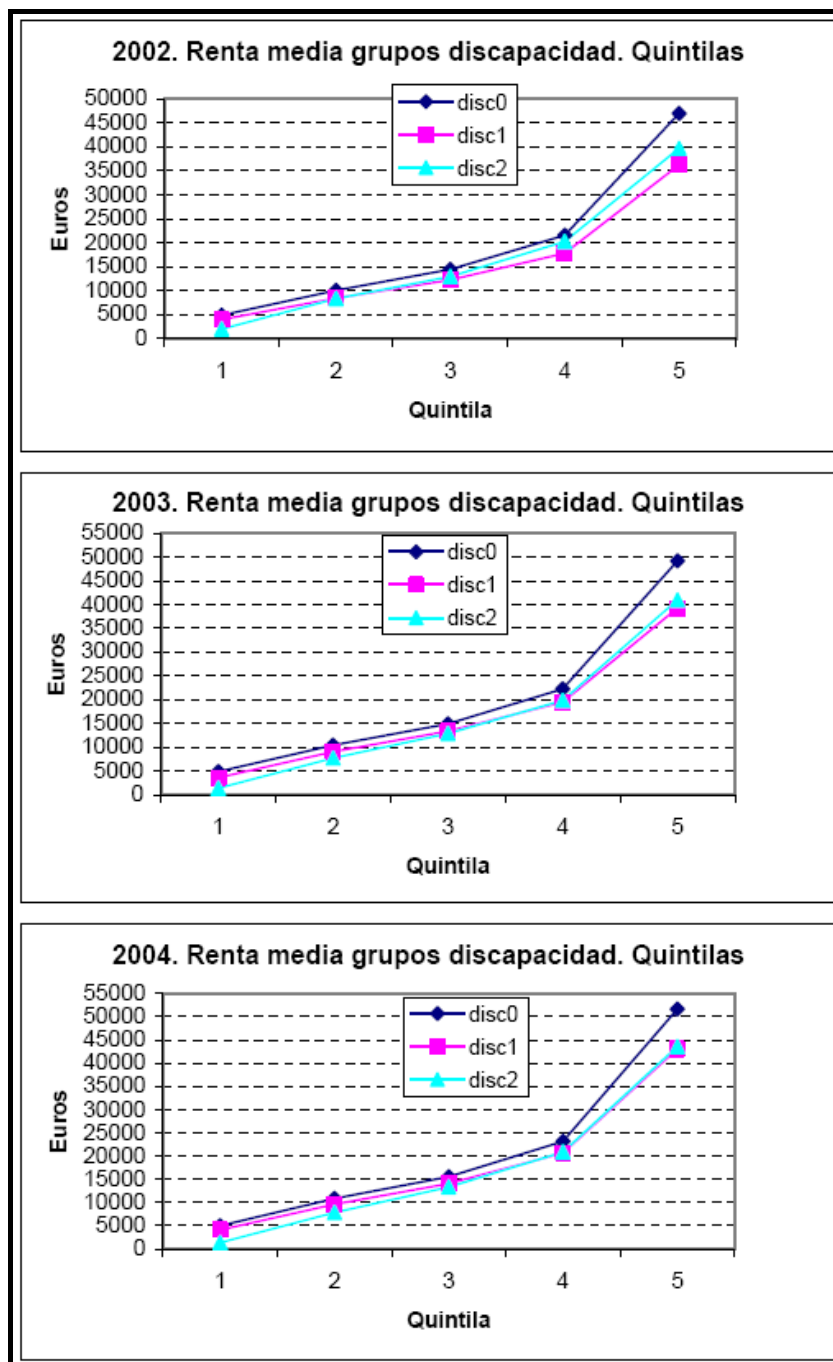 2002. Renta media grupos discapacidad. Quintilas
50000
45000
40000
35000
30000
25000
20000
15000
10000
5000
0
Euros
disc0
disc1
disc2
1 2 3 4 5
Quintila
2003. Renta media grupos discapacidad. Quintilas
55000
50000
45000
40000
35000
30000
25000
20000
15000
10000
5000
0
Euros
disc0
disc1
disc2
1 2 3 4 5
Quintila
2004. Renta media grupos discapacidad. Quintilas
55000
50000
45000
40000
35000
30000
25000
20000
15000
10000
5000
0
Euros
disc0
disc1
disc2
1 2 3 4 5
Quintila